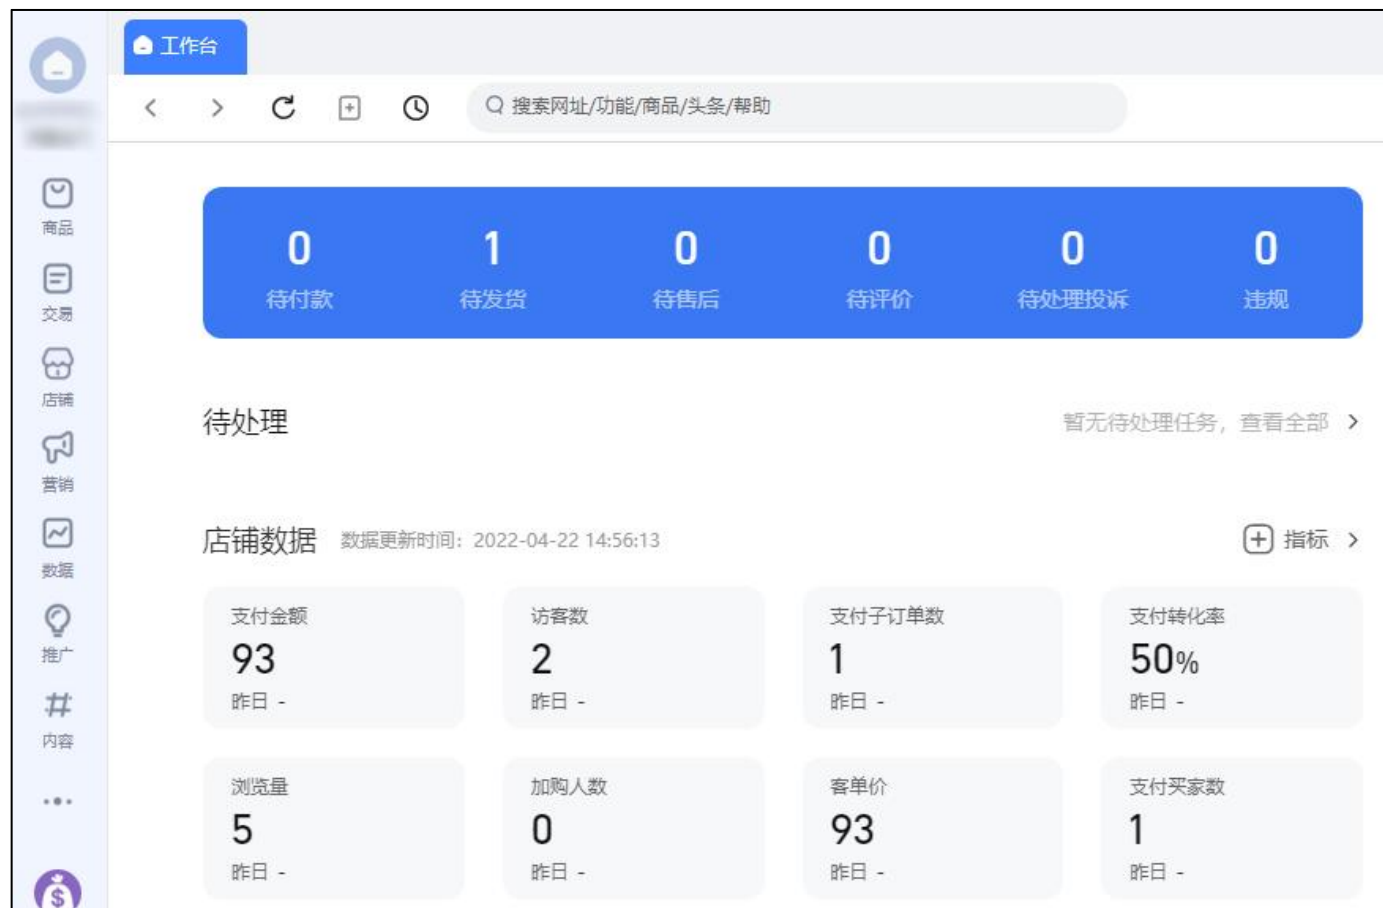 工作台
搜索网址/功能/商品/头条/帮助
商品
交易
店铺
营销
数据
推广
内容
0 1 0 0 0 0
待付款 待发货 待售后 待评价 待处理投诉 违规
待处理 暂无待处理任务，查看全部
店铺数据 数据更新时间：2022-04-22 14:56:13 指标
支付金额 访客数 支付子订单数 支付转化率
93 2 1 50%
昨日 - 昨日 - 昨日 - 昨日 -
浏览量 加购人数 客单价 支付买家数
5 0 93 1
昨日 - 昨日 - 昨日 - 昨日 -